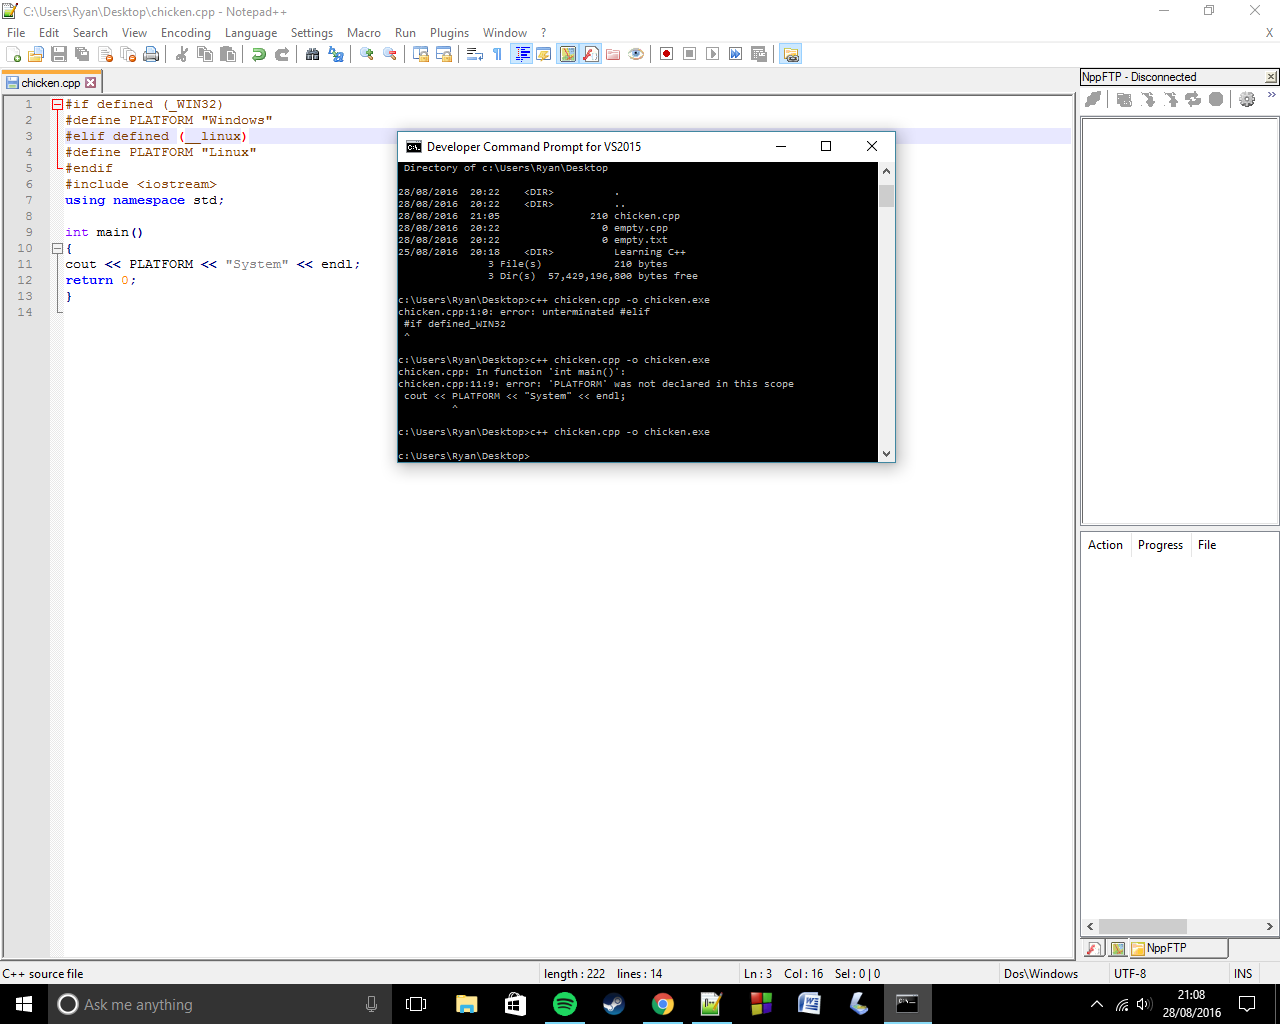 C:\Users\Ryan\Desktop\chicken.cpp - Notepad++
File Edit Search View Encoding Language Settings Macro Run Plugins Window ? X
chicken.cpp
1 #if defined (_WIN32)
2 #define PLATFORM "Windows"
3 #elif defined (__linux)
4 #define PLATFORM "Linux"
5 #endif
6 #include <iostream>
7 using namespace std;
8
9 int main()
10 {
11 cout << PLATFORM << "System" << endl;
12 return 0;
13 }
14
Developer Command Prompt for VS2015
Directory of c:\Users\Ryan\Desktop
28/08/2016 20:22 <DIR> .
28/08/2016 20:22 <DIR> ..
28/08/2016 21:05 210 chicken.cpp
28/08/2016 20:22 0 empty.cpp
28/08/2016 20:22 0 empty.txt
25/08/2016 20:18 <DIR> Learning C++
3 File(s) 210 bytes
3 Dir(s) 57,429,196,800 bytes free
c:\Users\Ryan\Desktop>c++ chicken.cpp -o chicken.exe
chicken.cpp:1:0: error: unterminated #elif
#if defined_WIN32
^
c:\Users\Ryan\Desktop>c++ chicken.cpp -o chicken.exe
chicken.cpp: In function 'int main()':
chicken.cpp:11:9: error: 'PLATFORM' was not declared in this scope
cout << PLATFORM << "System" << endl;
^
c:\Users\Ryan\Desktop>c++ chicken.cpp -o chicken.exe
c:\Users\Ryan\Desktop>
NppFTP - Disconnected
Action Progress File
NppFTP
C++ source file length : 222 lines : 14 Ln : 3 Col : 16 Sel : 0 | 0 Dos\Windows UTF-8 INS
Ask me anything
21:08
28/08/2016